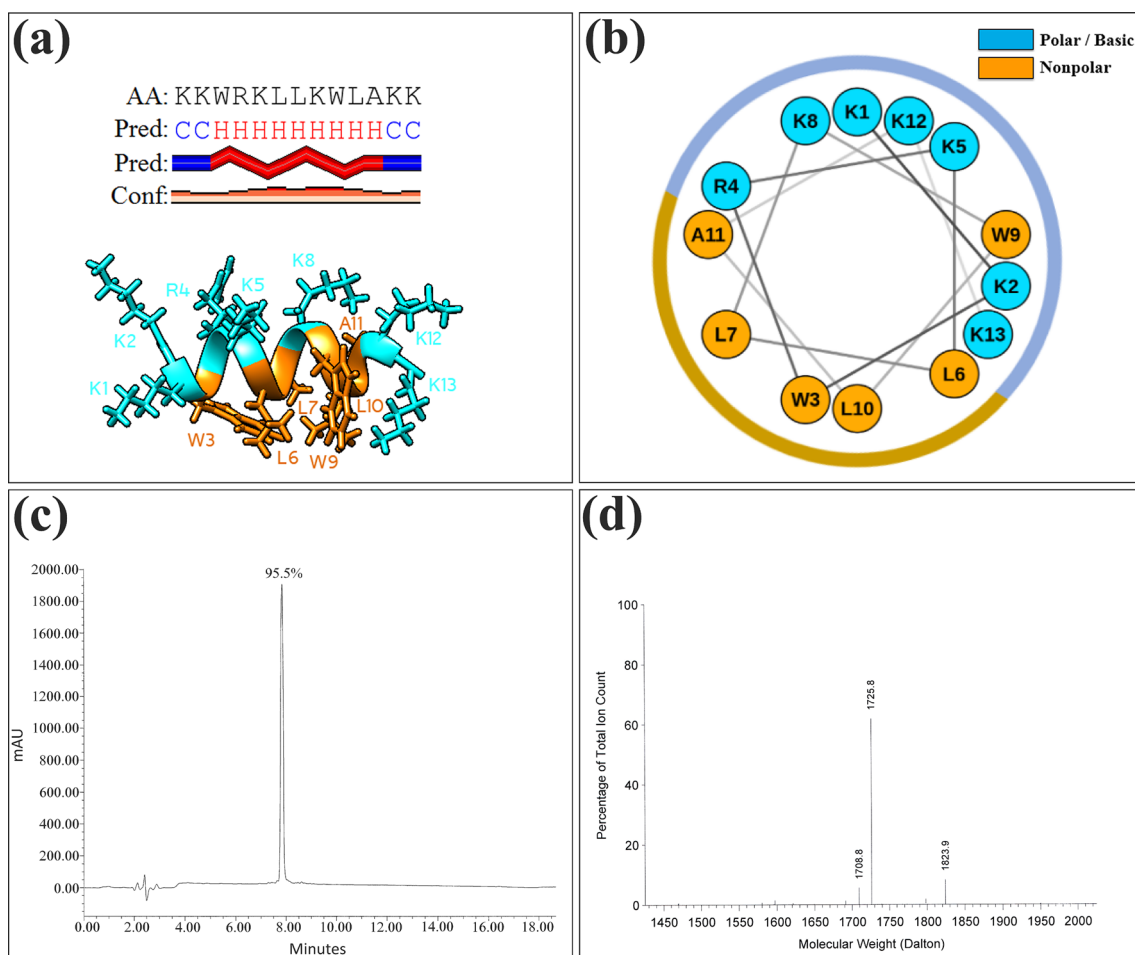 (a)
AA: KKWRKLLKWLAKK
Pred: CCHHHHHHHHHCC
Pred:
Conf:
K8
R4
K5
A11
K2
K12
K1
K13
L7
L10
W3
L6
W9
(b)
Polar / Basic
Nonpolar
K1
K8
K12
K5
R4
A11
W9
K2
L7
K13
L6
W3
L10
(c)
95.5%
2000.00
1800.00
1600.00
1400.00
1200.00
1000.00
800.00
600.00
400.00
200.00
0.00
mAU
0.00 2.00 4.00 6.00 8.00 10.00 12.00 14.00 16.00 18.00
Minutes
(d)
100
80
60
40
20
0
Percentage of Total Ion Count
1708.8
1725.8
1823.9
1450 1500 1550 1600 1650 1700 1750 1800 1850 1900 1950 2000
Molecular Weight (Dalton)